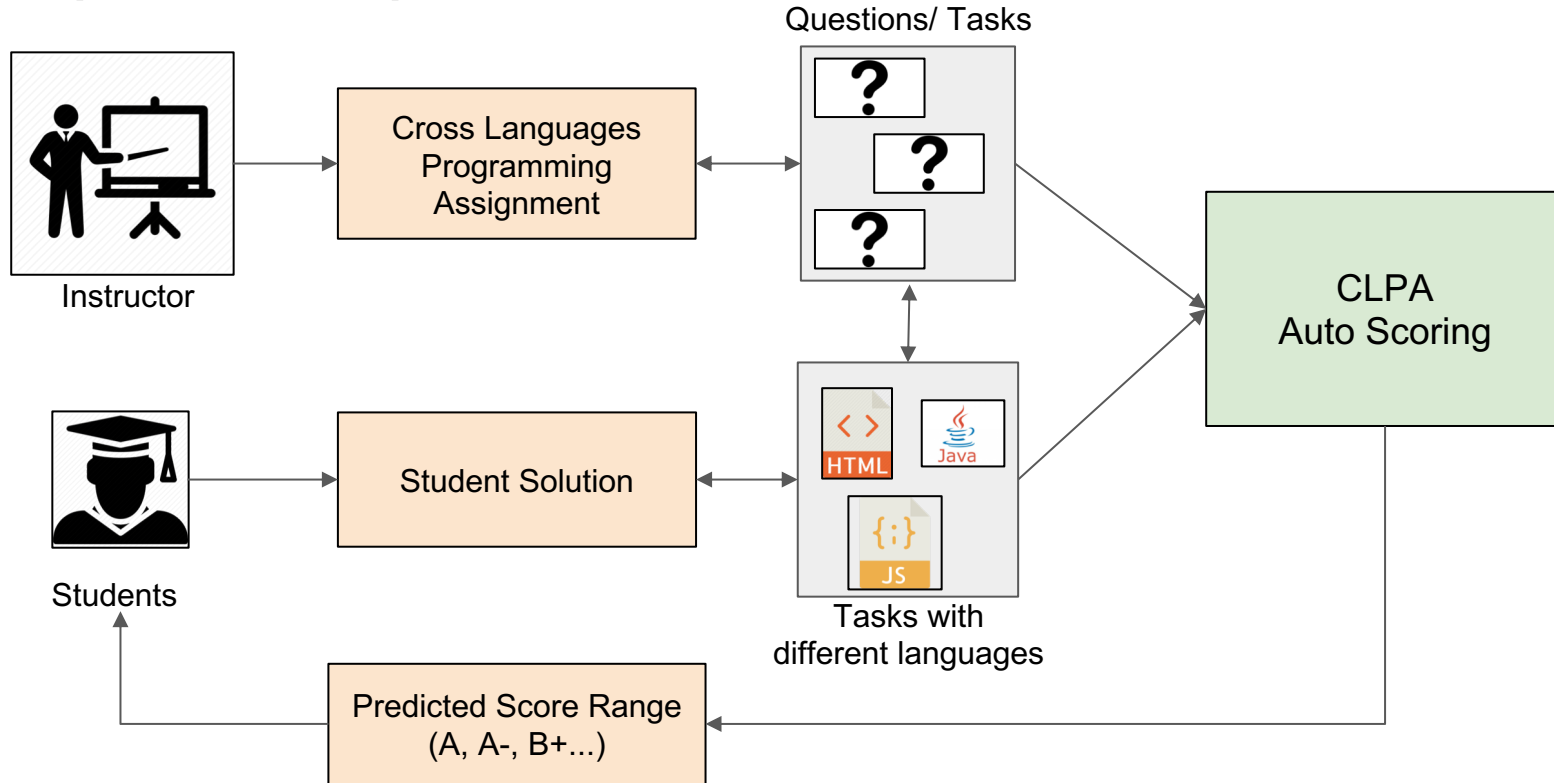 Questions/ Tasks
?
?
?
Cross Languages
Programming
Assignment
Instructor
CLPA
Auto Scoring
< >
HTML
Java
Student Solution
{;}
JS
Students
Tasks with
different languages
Predicted Score Range
(A, A-, B+...)